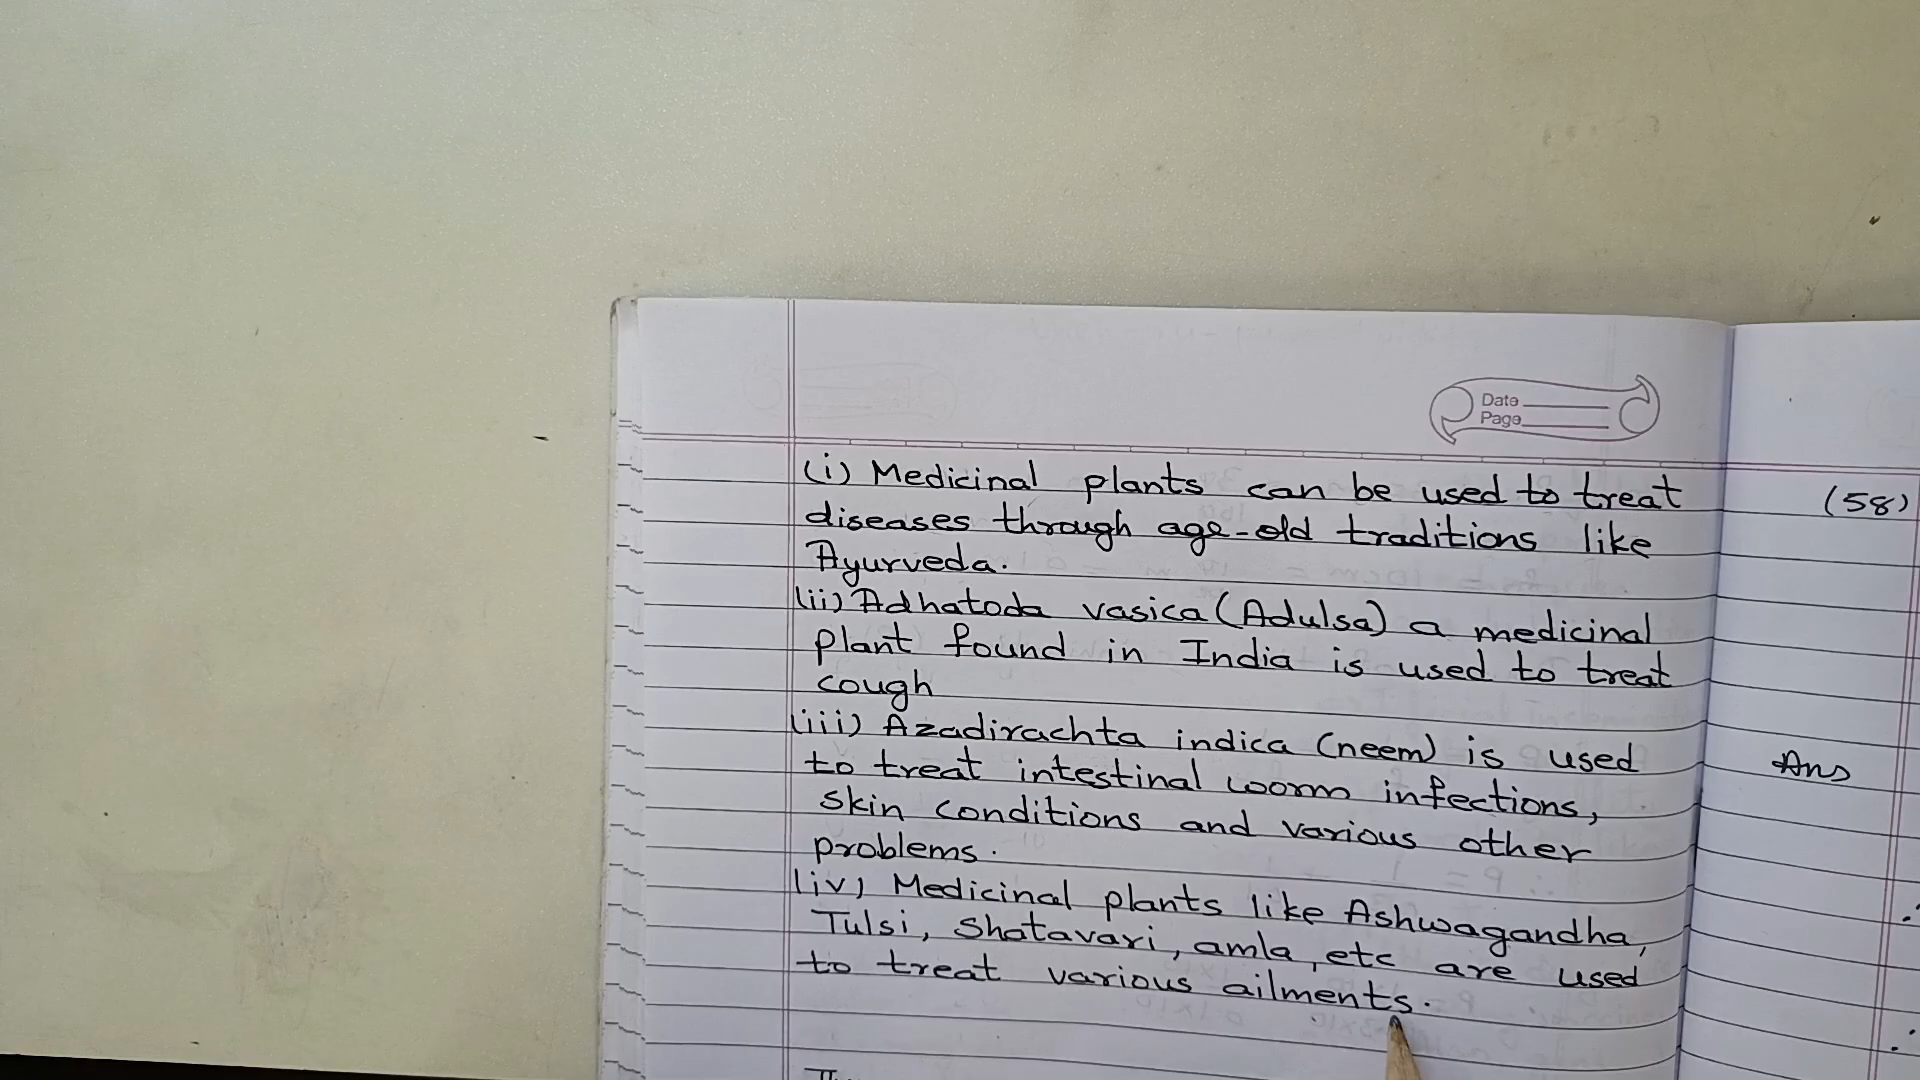 Date
Page
(i) Medicinal plants can be used to treat
diseases through age-old traditions like
Ayurveda.
(ii) Adhatoda vasica (Adulsa) a medicinal
plant found in India is used to treat
cough
(iii) Azadirachta indica (neem) is used
to treat intestinal worm infections,
skin conditions and various other
problems.
(iv) Medicinal plants like Ashwagandha,
Tulsi, Shatavari, amla, etc are used
to treat various ailments.
(58)
Ans